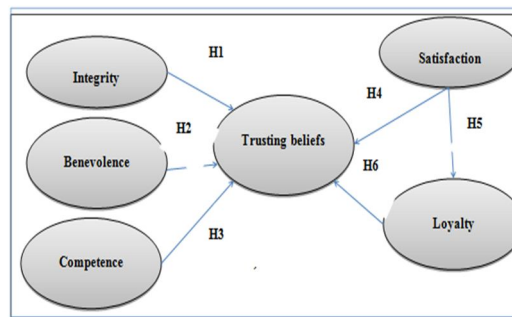 H1
Satisfaction
Integrity
H4
H2
H5
Benevolence
Trusting beliefs
H6
Loyalty
H3
Competence